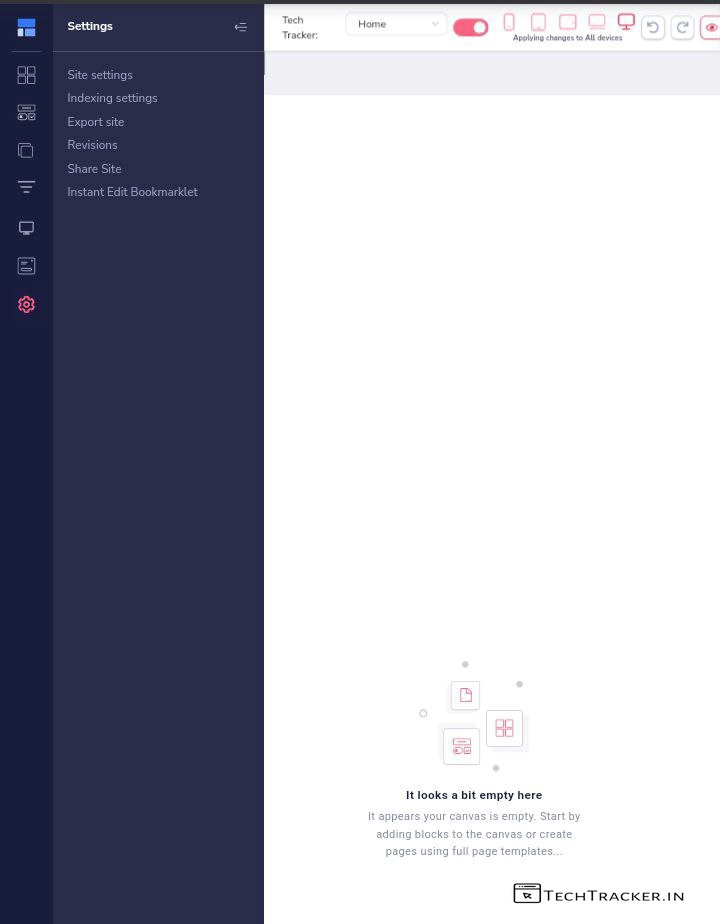 Settings
Site settings
Indexing settings
Export site
Revisions
Share Site
Instant Edit Bookmarklet
Tech
Tracker:
Home
Applying changes to All devices
It looks a bit empty here
It appears your canvas is empty. Start by
adding blocks to the canvas or create
pages using full page templates...
TECHTRACKER.IN